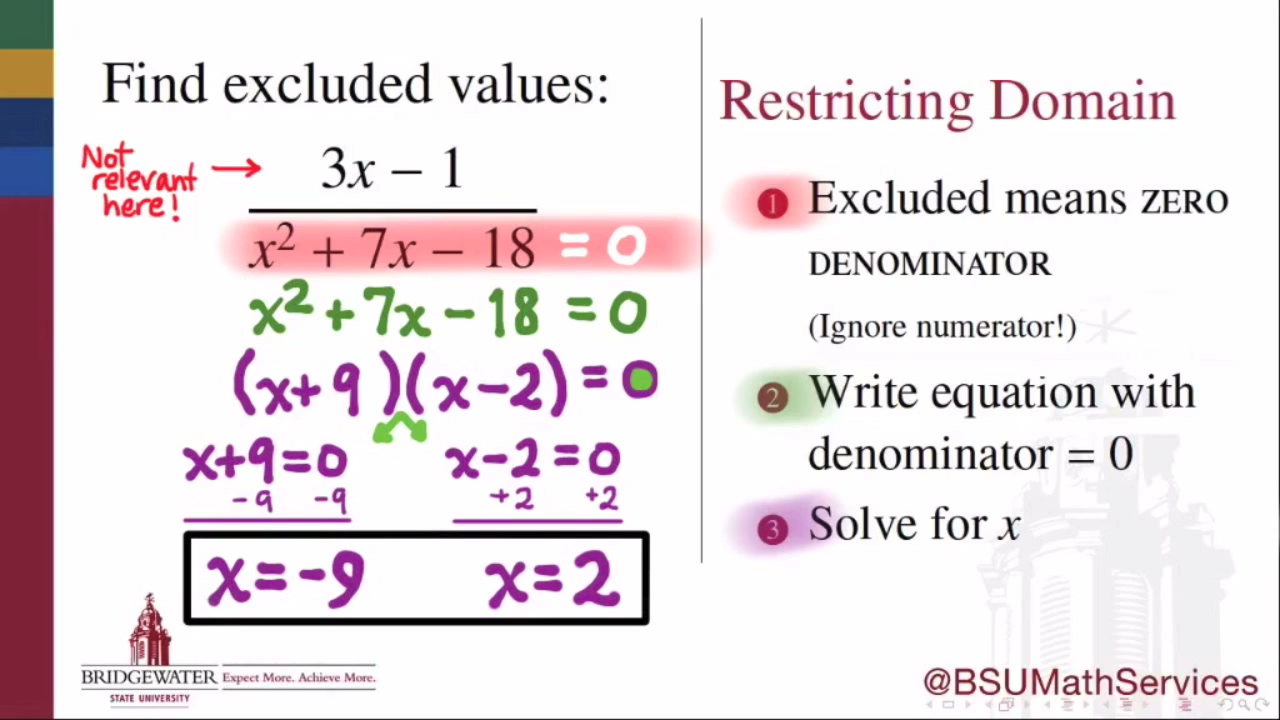 Find excluded values:
Not
relevant
here!
→
3x − 1
x² + 7x − 18 = 0
x² + 7x − 18 = 0
(x+9)(x−2) = 0
x+9=0 x−2=0
−9 −9 +2 +2
x=−9 x=2
BRIDGEWATER
STATE UNIVERSITY
Expect More. Achieve More.
Restricting Domain
1 Excluded means ZERO
DENOMINATOR
(Ignore numerator!)
2 Write equation with
denominator = 0
3 Solve for x
@BSUMathServices